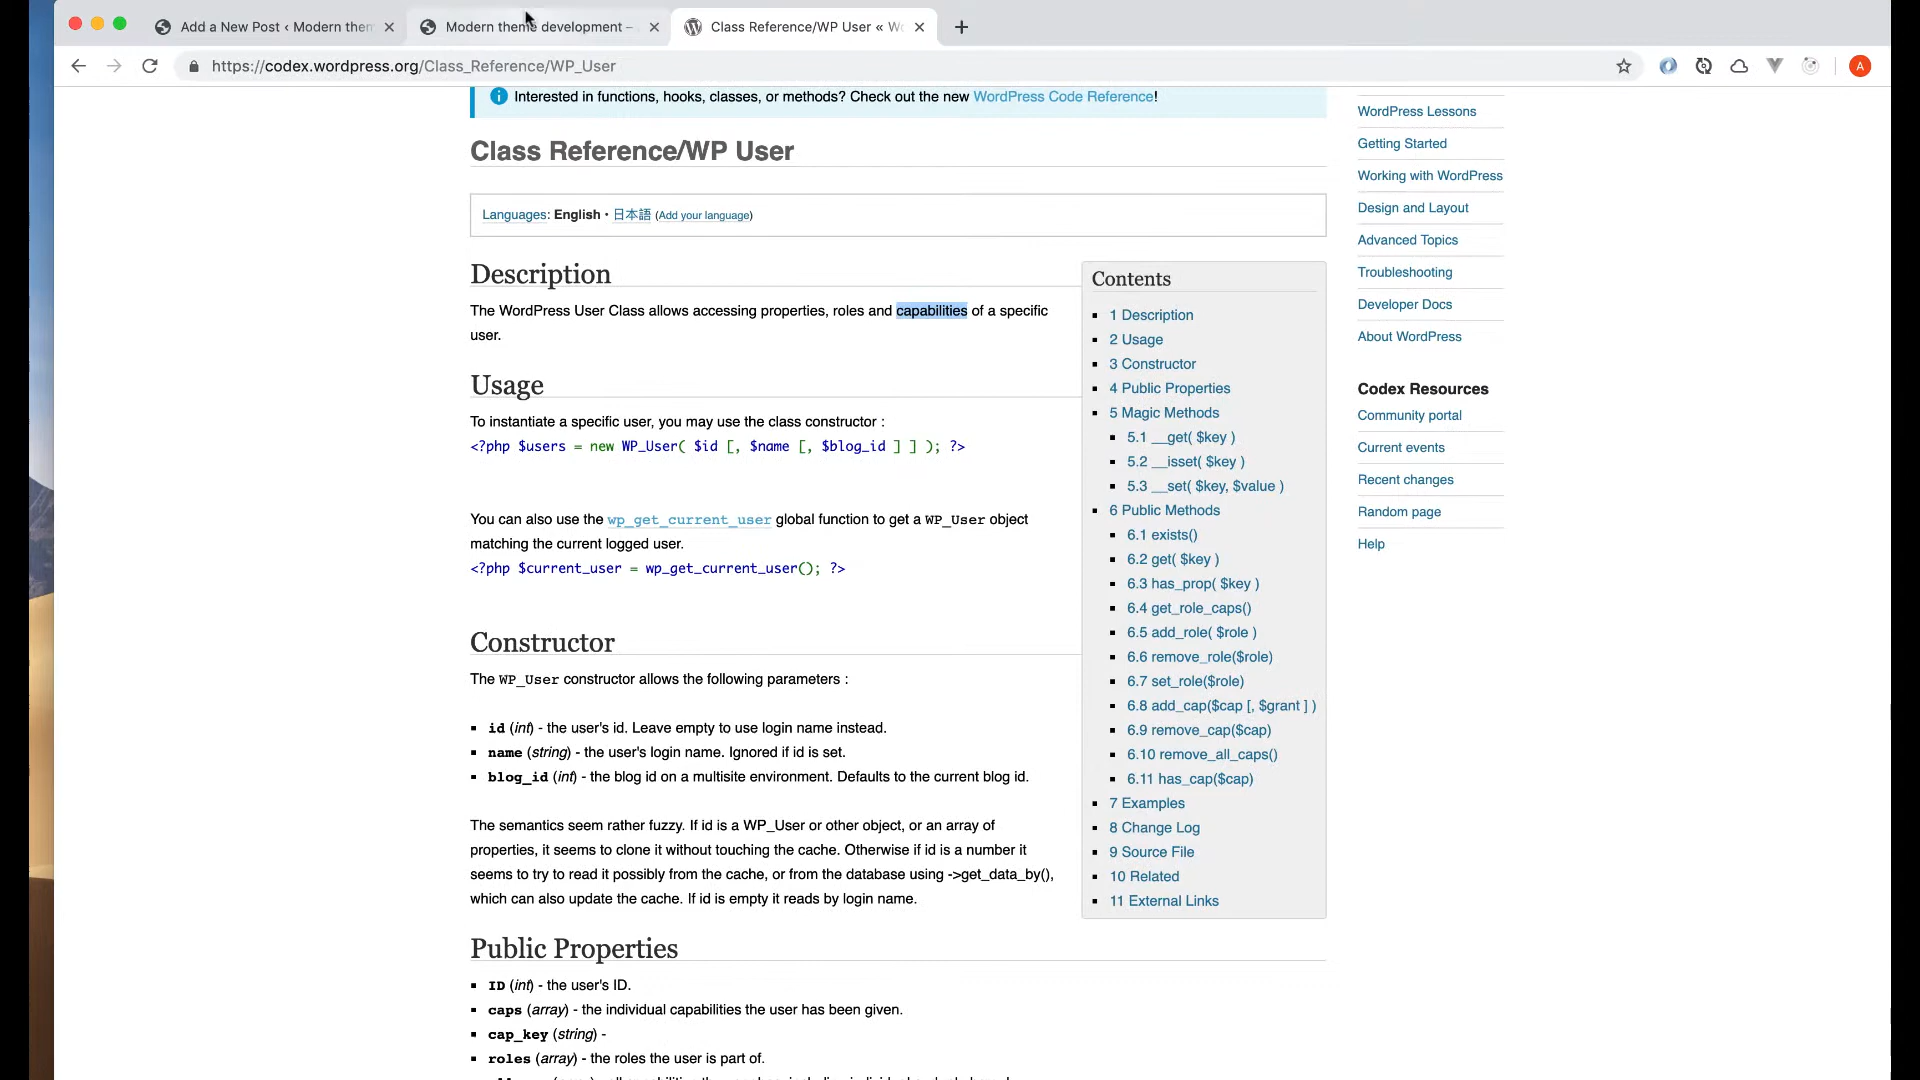 Add a New Post ‹ Modern them
Modern theme development –
Class Reference/WP User « Wo
https://codex.wordpress.org/Class_Reference/WP_User
A
Interested in functions, hooks, classes, or methods? Check out the new WordPress Code Reference!
Class Reference/WP User
Languages: English • 日本語 (Add your language)
Description
The WordPress User Class allows accessing properties, roles and capabilities of a specific
user.
Usage
To instantiate a specific user, you may use the class constructor :
<?php $users = new WP_User( $id [, $name [, $blog_id ] ] ); ?>
You can also use the wp_get_current_user global function to get a WP_User object
matching the current logged user.
<?php $current_user = wp_get_current_user(); ?>
Constructor
The WP_User constructor allows the following parameters :
id (int) - the user's id. Leave empty to use login name instead.
name (string) - the user's login name. Ignored if id is set.
blog_id (int) - the blog id on a multisite environment. Defaults to the current blog id.
The semantics seem rather fuzzy. If id is a WP_User or other object, or an array of
properties, it seems to clone it without touching the cache. Otherwise if id is a number it
seems to try to read it possibly from the cache, or from the database using ->get_data_by(),
which can also update the cache. If id is empty it reads by login name.
Public Properties
ID (int) - the user's ID.
caps (array) - the individual capabilities the user has been given.
cap_key (string) -
roles (array) - the roles the user is part of.
Contents
1 Description
2 Usage
3 Constructor
4 Public Properties
5 Magic Methods
5.1 __get( $key )
5.2 __isset( $key )
5.3 __set( $key, $value )
6 Public Methods
6.1 exists()
6.2 get( $key )
6.3 has_prop( $key )
6.4 get_role_caps()
6.5 add_role( $role )
6.6 remove_role($role)
6.7 set_role($role)
6.8 add_cap($cap [, $grant ] )
6.9 remove_cap($cap)
6.10 remove_all_caps()
6.11 has_cap($cap)
7 Examples
8 Change Log
9 Source File
10 Related
11 External Links
WordPress Lessons
Getting Started
Working with WordPress
Design and Layout
Advanced Topics
Troubleshooting
Developer Docs
About WordPress
Codex Resources
Community portal
Current events
Recent changes
Random page
Help